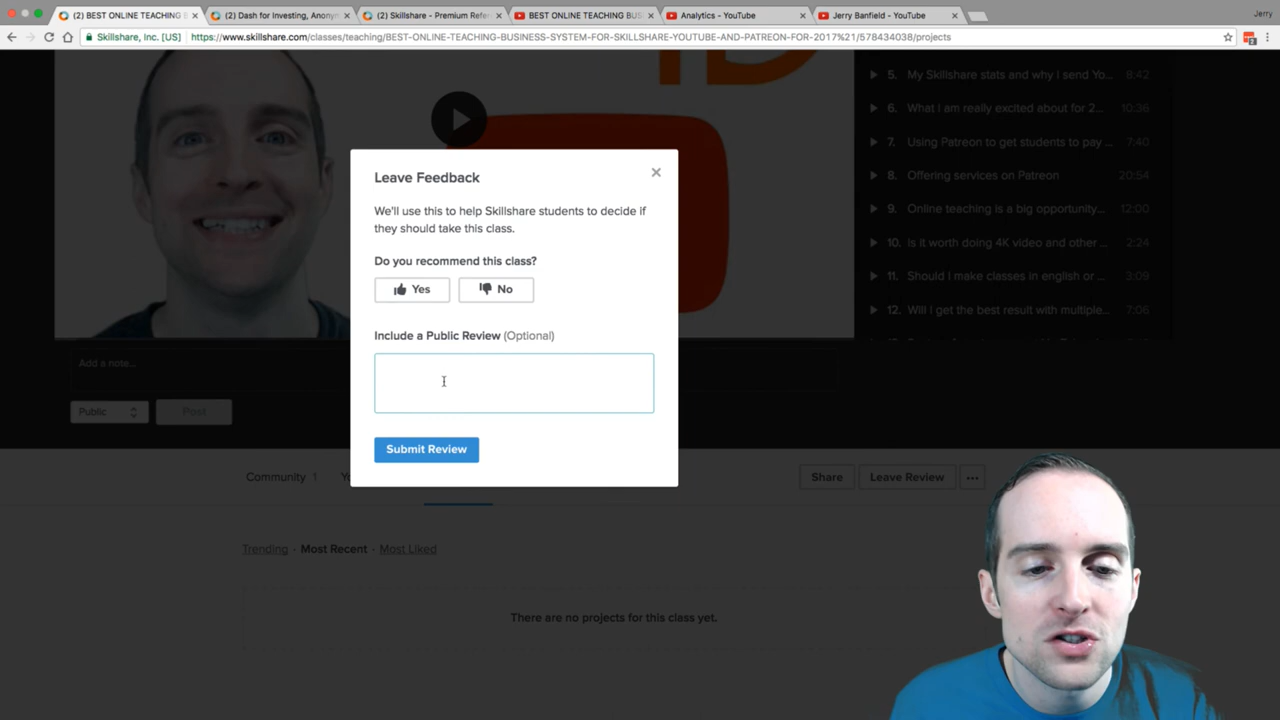 (2) BEST ONLINE TEACHING B
(2) Dash for Investing, Anonym
(2) Skillshare - Premium Refer
BEST ONLINE TEACHING BUS
Analytics - YouTube
Jerry Banfield - YouTube
Jerry
Skillshare, Inc. [US]
https://www.skillshare.com/classes/teaching/BEST-ONLINE-TEACHING-BUSINESS-SYSTEM-FOR-SKILLSHARE-YOUTUBE-AND-PATREON-FOR-2017%21/578434038/projects
5. My Skillshare stats and why I send Yo... 8:42
6. What I am really excited about for 2... 10:36
7. Using Patreon to get students to pay ... 7:40
8. Offering services on Patreon 20:54
9. Online teaching is a big opportunity... 12:00
10. Is it worth doing 4K video and other ... 2:24
11. Should I make classes in english or ... 3:09
12. Will I get the best result with multiple... 7:06
Leave Feedback
We'll use this to help Skillshare students to decide if
they should take this class.
Do you recommend this class?
Yes
No
Include a Public Review (Optional)
Submit Review
Add a note...
Public
Post
Community 1
Share
Leave Review
Trending · Most Recent · Most Liked
There are no projects for this class yet.